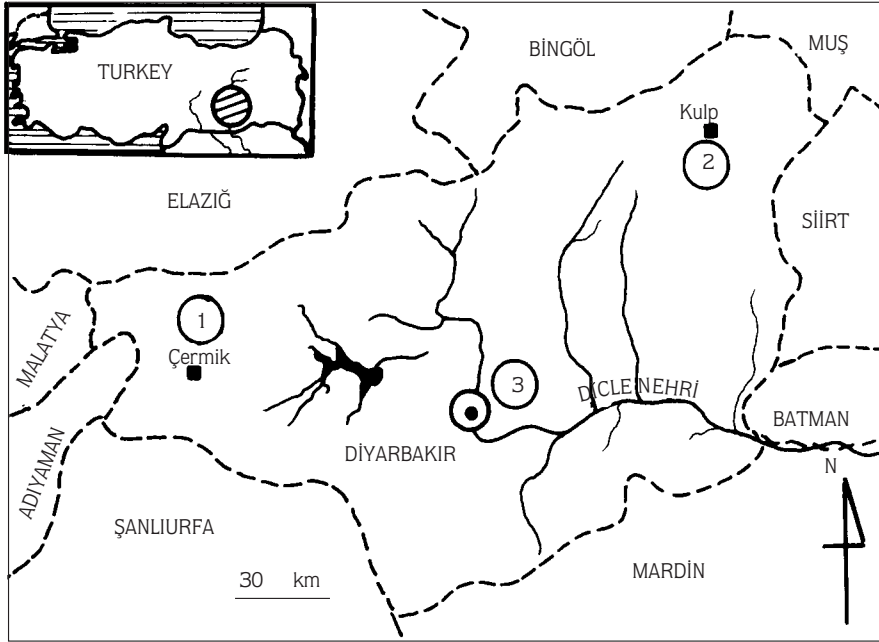 TURKEY
BİNGÖL
MUŞ
Kulp
2
ELAZIĞ
SİİRT
MALATYA
1
Çermik
3
DİCLE NEHRİ
BATMAN
ADIYAMAN
DİYARBAKIR
N
ŞANLIURFA
30 km
MARDİN